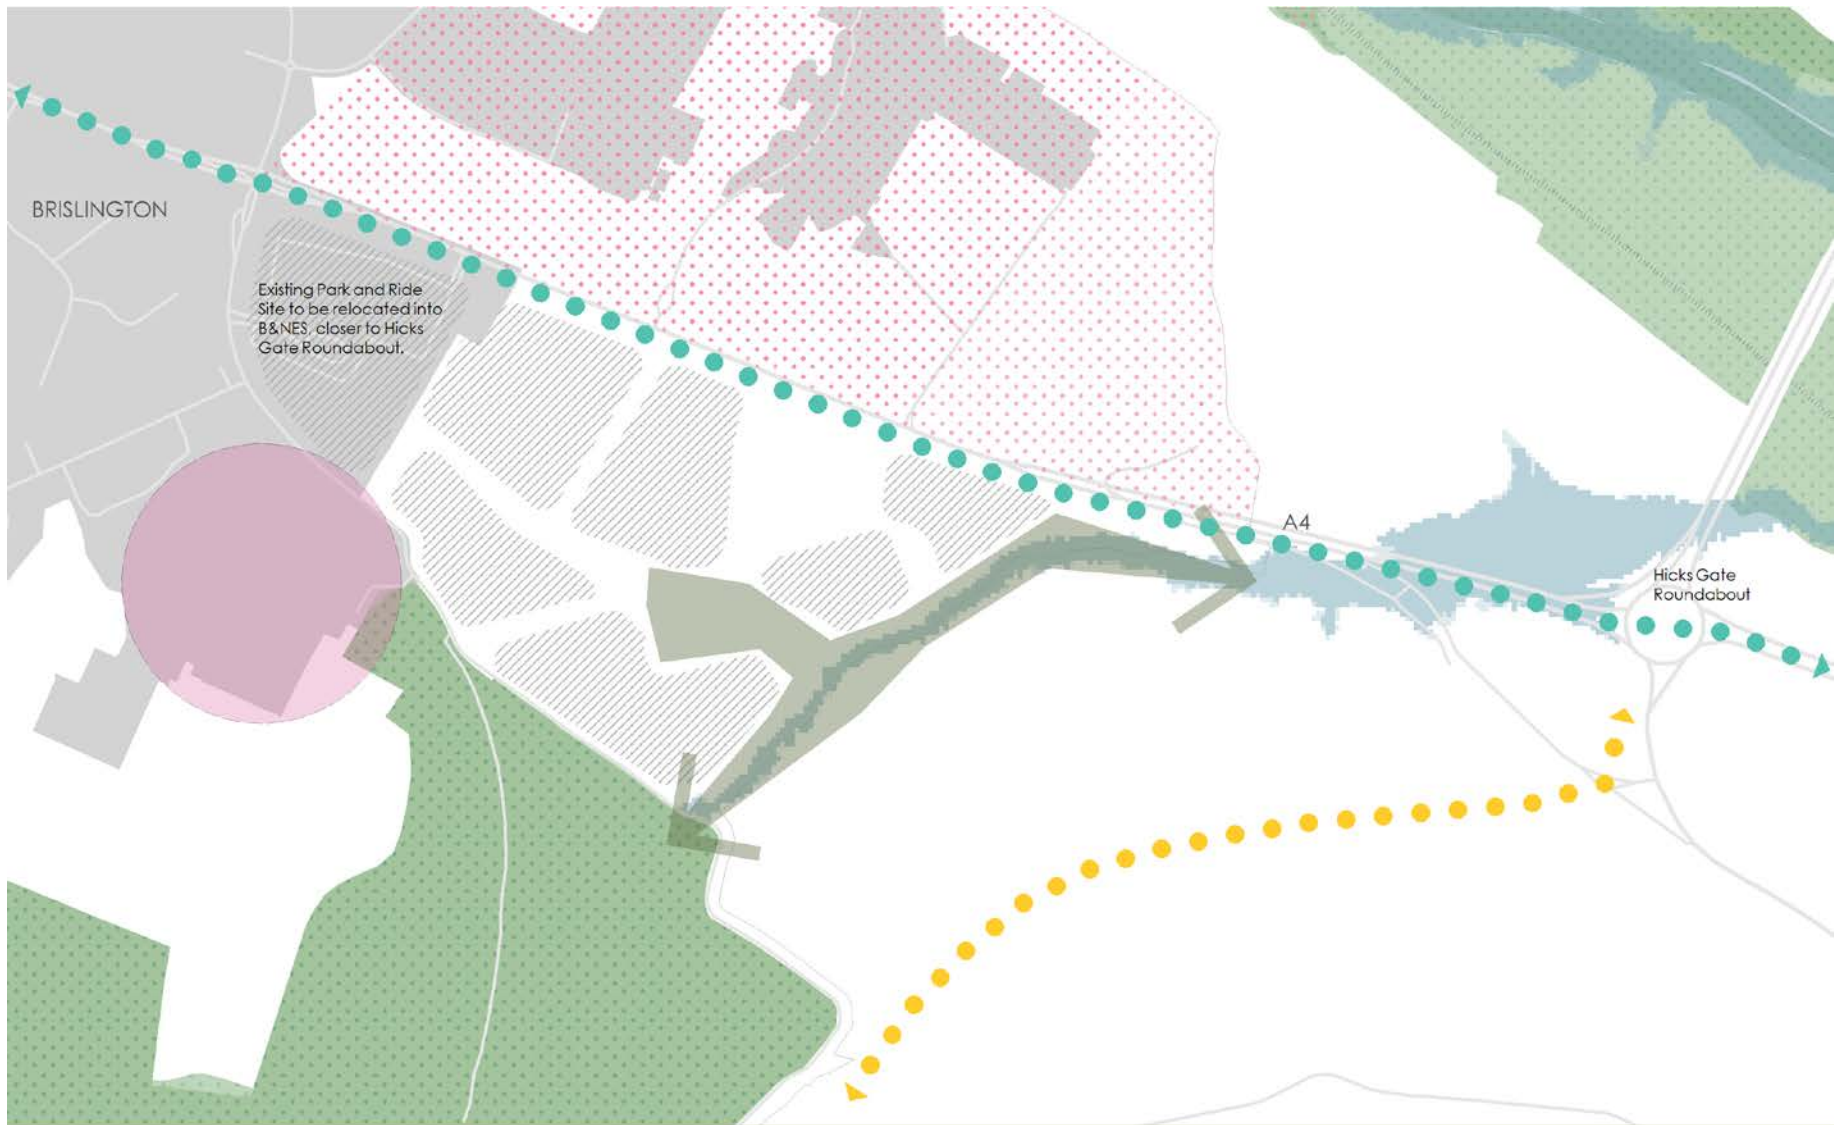 BRISLINGTON
Existing Park and Ride
Site to be relocated into
B&NES, closer to Hicks
Gate Roundabout.
A4
Hicks Gate
Roundabout